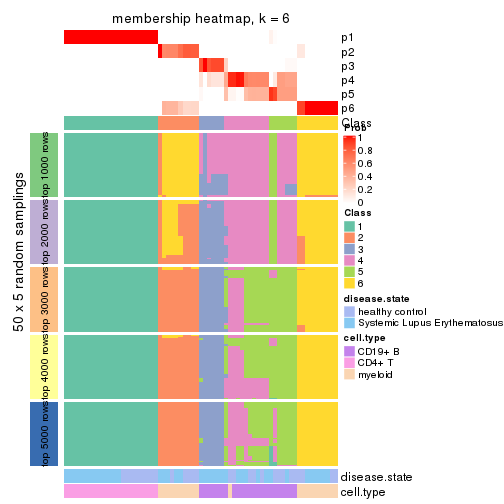 membership heatmap, k = 6
p1
p2
p3
p4
p5
p6
Class
50 x 5 random samplings
top 1000 rows
top 2000 rows
top 3000 rows
top 4000 rows
top 5000 rows
disease.state
cell.type
Prob
1
0.8
0.6
0.4
0.2
0
Class
1
2
3
4
5
6
disease.state
healthy control
Systemic Lupus Erythematosus
cell.type
CD19+ B
CD4+ T
myeloid